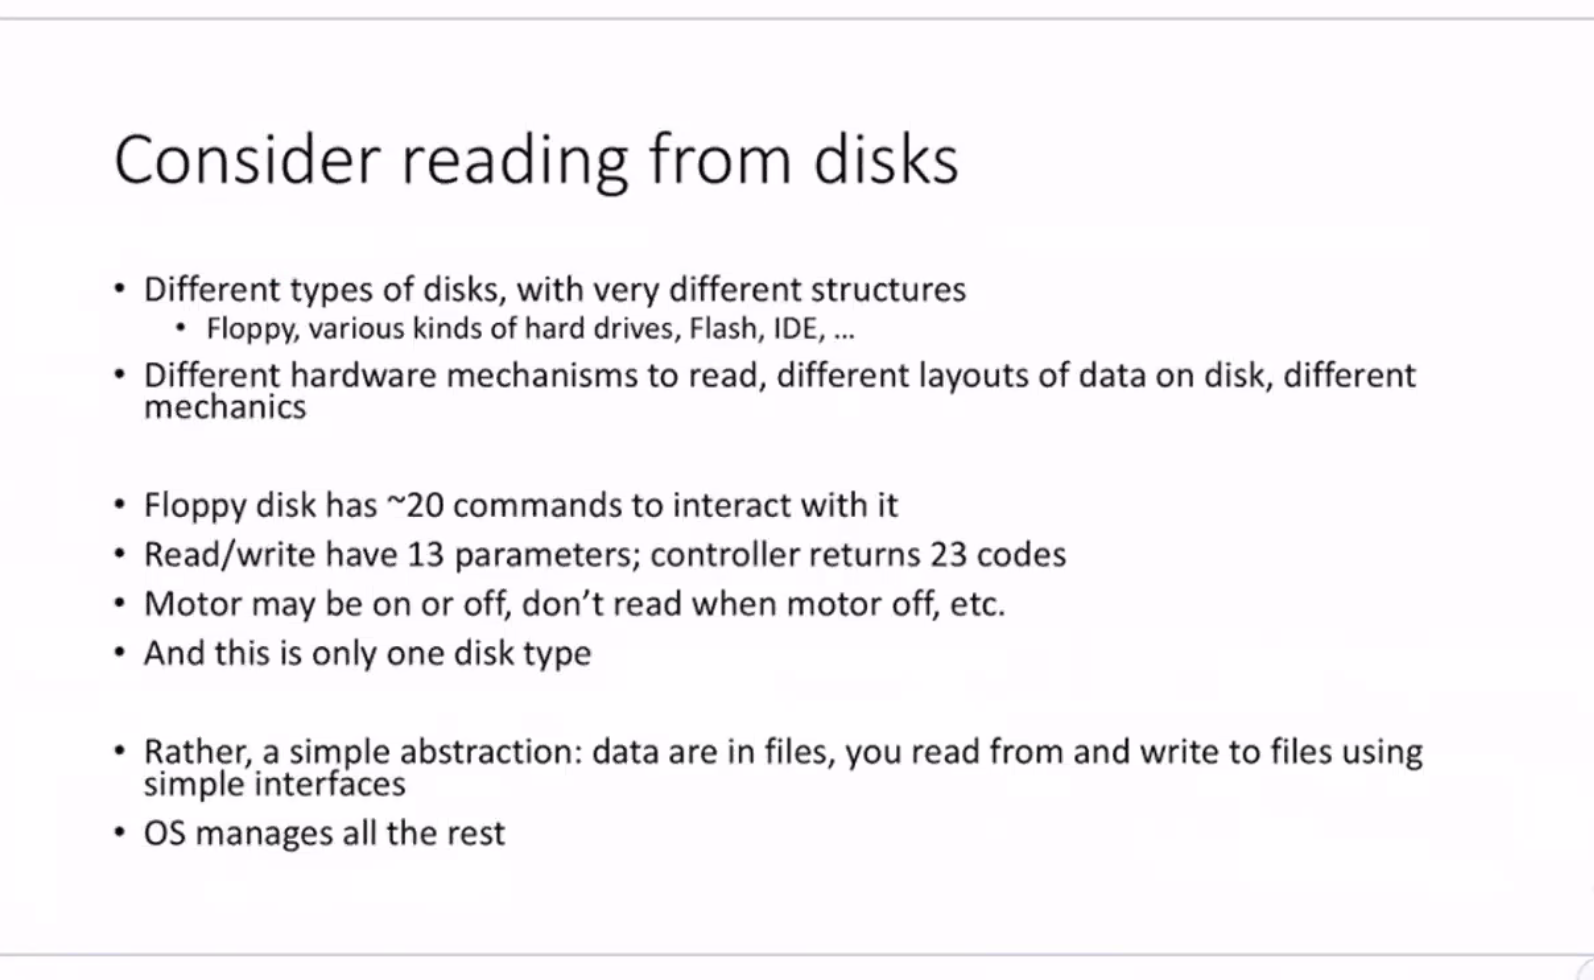 Consider reading from disks
• Different types of disks, with very different structures
• Floppy, various kinds of hard drives, Flash, IDE, ...
• Different hardware mechanisms to read, different layouts of data on disk, different
mechanics
• Floppy disk has ~20 commands to interact with it
• Read/write have 13 parameters; controller returns 23 codes
• Motor may be on or off, don't read when motor off, etc.
• And this is only one disk type
• Rather, a simple abstraction: data are in files, you read from and write to files using
simple interfaces
• OS manages all the rest